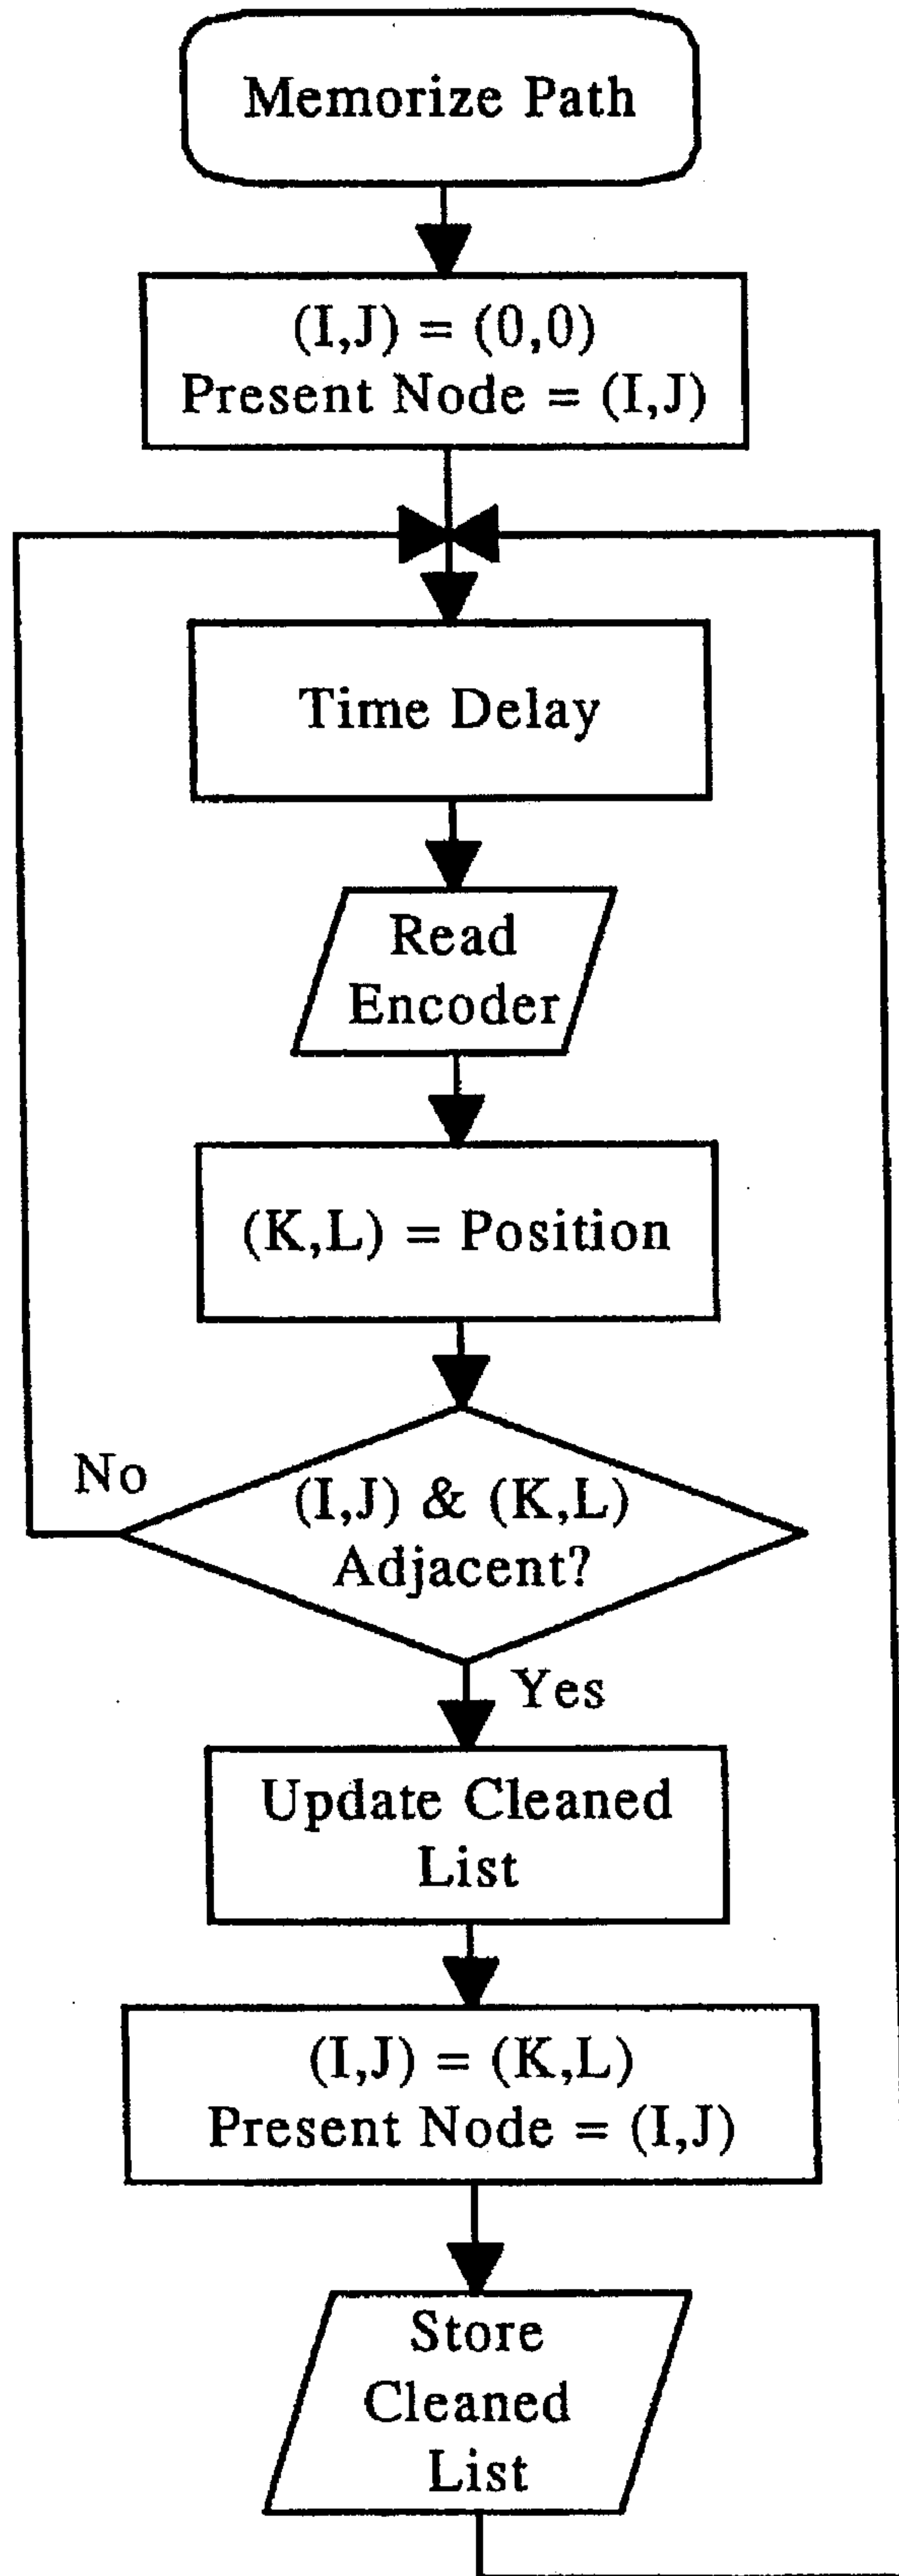 Memorize Path
(I,J) = (0,0)
Present Node = (I,J)
Time Delay
Read
Encoder
(K,L) = Position
No
(I,J) & (K,L)
Adjacent?
Yes
Update Cleaned
List
(I,J) = (K,L)
Present Node = (I,J)
Store
Cleaned
List